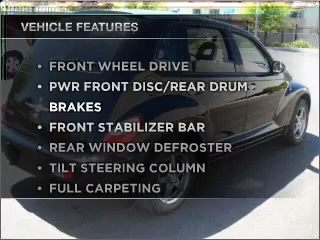 VEHICLE FEATURES
• FRONT WHEEL DRIVE
• PWR FRONT DISC/REAR DRUM
BRAKES
• FRONT STABILIZER BAR
• REAR WINDOW DEFROSTER
• TILT STEERING COLUMN
• FULL CARPETING